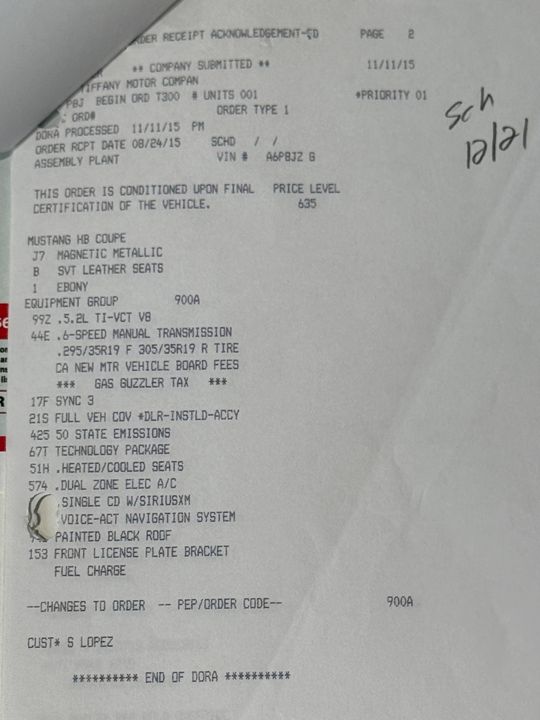 RDER RECEIPT ACKNOWLEDGEMENT-CD PAGE 2
** COMPANY SUBMITTED ** 11/11/15
TIFFANY MOTOR COMPAN
PBJ BEGIN ORD T300 # UNITS 001 *PRIORITY 01
ORD# ORDER TYPE 1
DORA PROCESSED 11/11/15 PM
ORDER RCPT DATE 08/24/15 SCHD / /
ASSEMBLY PLANT VIN # A6P8JZ G
Sch
12/21
THIS ORDER IS CONDITIONED UPON FINAL PRICE LEVEL
CERTIFICATION OF THE VEHICLE. 635
MUSTANG HB COUPE
J7 MAGNETIC METALLIC
B SVT LEATHER SEATS
1 EBONY
EQUIPMENT GROUP 900A
99Z .5.2L TI-VCT V8
44E .6-SPEED MANUAL TRANSMISSION
.295/35R19 F 305/35R19 R TIRE
CA NEW MTR VEHICLE BOARD FEES
*** GAS GUZZLER TAX ***
17F SYNC 3
21S FULL VEH COV *DLR-INSTLD-ACCY
425 50 STATE EMISSIONS
67T TECHNOLOGY PACKAGE
51H .HEATED/COOLED SEATS
574 .DUAL ZONE ELEC A/C
.SINGLE CD W/SIRIUSXM
.VOICE-ACT NAVIGATION SYSTEM
PAINTED BLACK ROOF
153 FRONT LICENSE PLATE BRACKET
FUEL CHARGE
--CHANGES TO ORDER -- PEP/ORDER CODE-- 900A
CUST* S LOPEZ
********** END OF DORA **********